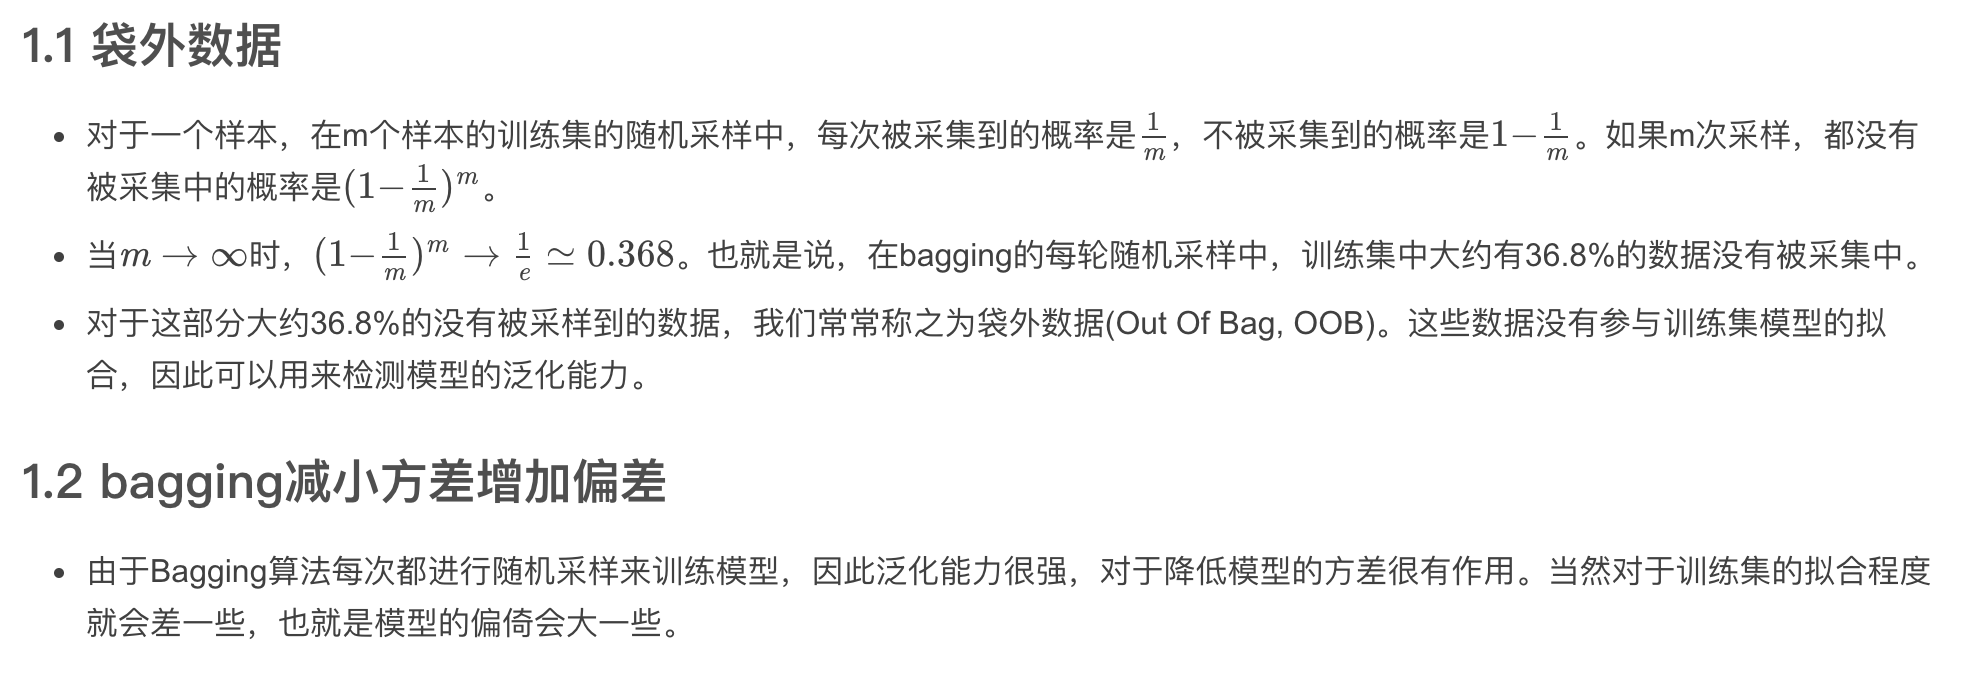 1.1 袋外数据
• 对于一个样本，在m个样本的训练集的随机采样中，每次被采集到的概率是$\frac{1}{m}$，不被采集到的概率是$1-\frac{1}{m}$。如果m次采样，都没有
被采集中的概率是$(1-\frac{1}{m})^m$。
• 当$m \to \infty$时，$(1-\frac{1}{m})^m \to \frac{1}{e} \simeq 0.368$。也就是说，在bagging的每轮随机采样中，训练集中大约有36.8%的数据没有被采集中。
• 对于这部分大约36.8%的没有被采样到的数据，我们常常称之为袋外数据(Out Of Bag, OOB)。这些数据没有参与训练集模型的拟
合，因此可以用来检测模型的泛化能力。
1.2 bagging减小方差增加偏差
• 由于Bagging算法每次都进行随机采样来训练模型，因此泛化能力很强，对于降低模型的方差很有作用。当然对于训练集的拟合程度
就会差一些，也就是模型的偏倚会大一些。